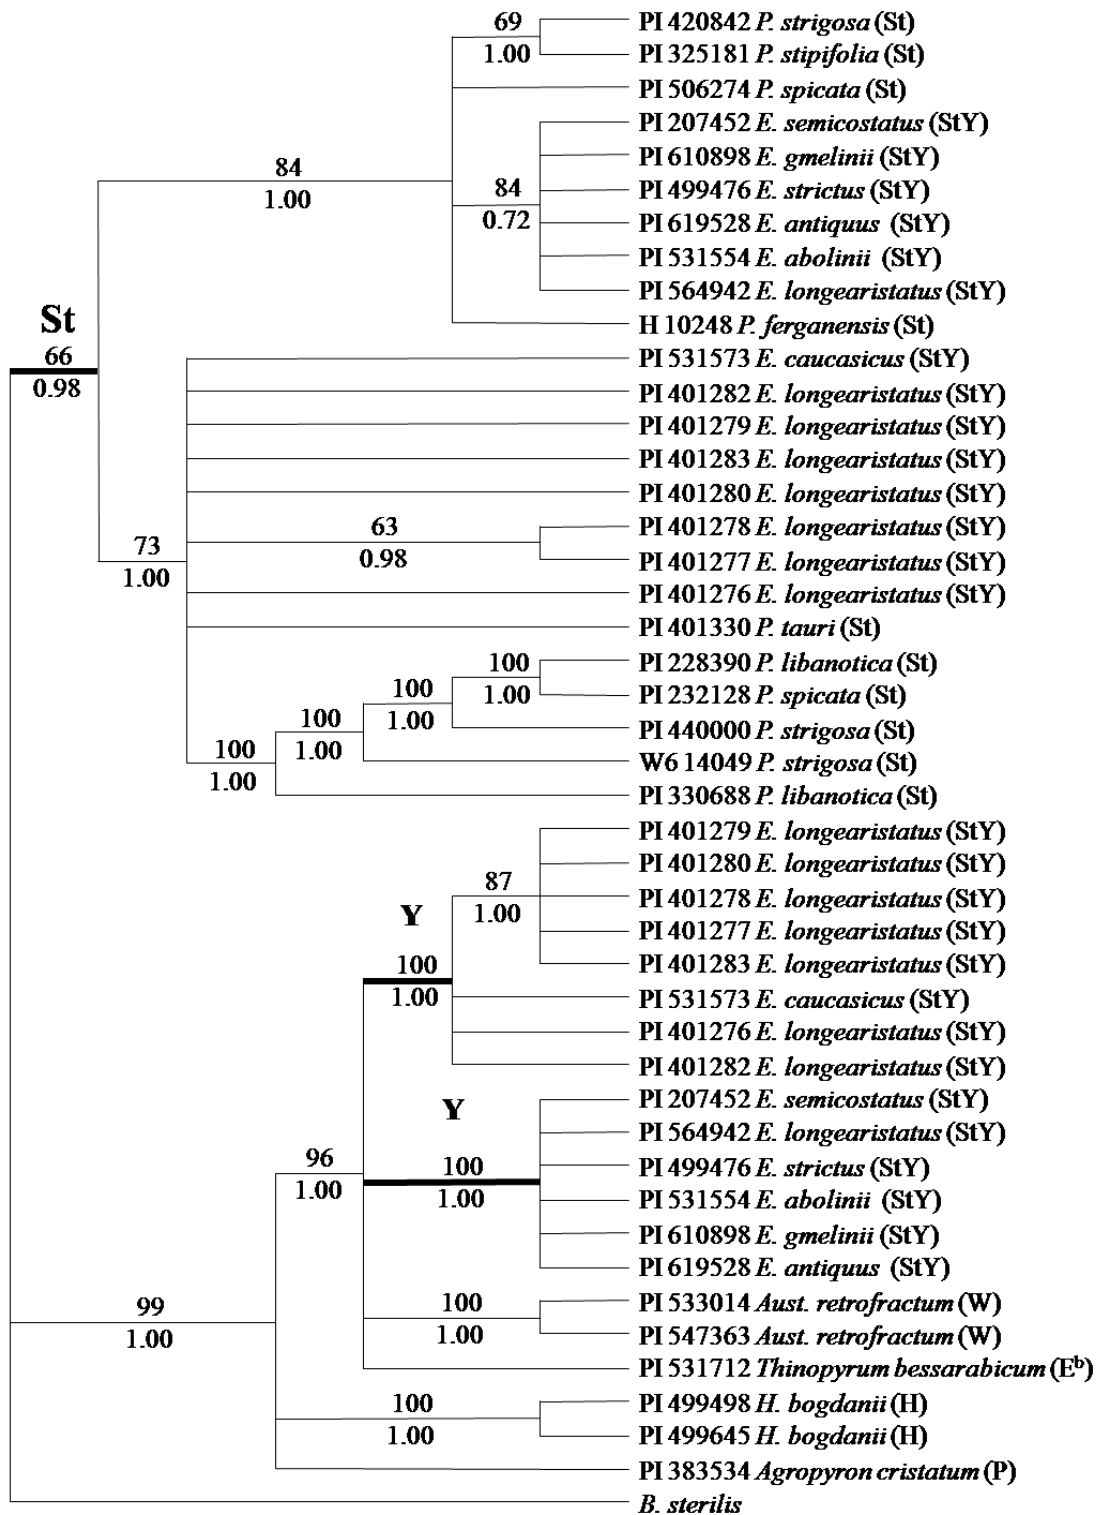 69
1.00
PI 420842 P. strigosa (St)
PI 325181 P. stipifolia (St)
PI 506274 P. spicata (St)
PI 207452 E. semicostatus (StY)
PI 610898 E. gmelinii (StY)
84
1.00
84
0.72
PI 499476 E. strictus (StY)
PI 619528 E. antiquus (StY)
PI 531554 E. abolinii (StY)
PI 564942 E. longearistatus (StY)
H 10248 P. ferganensis (St)
St
66
0.98
PI 531573 E. caucasicus (StY)
PI 401282 E. longearistatus (StY)
PI 401279 E. longearistatus (StY)
PI 401283 E. longearistatus (StY)
PI 401280 E. longearistatus (StY)
73
1.00
63
0.98
PI 401278 E. longearistatus (StY)
PI 401277 E. longearistatus (StY)
PI 401276 E. longearistatus (StY)
PI 401330 P. tauri (St)
100
1.00
PI 228390 P. libanotica (St)
PI 232128 P. spicata (St)
100
1.00
PI 440000 P. strigosa (St)
100
1.00
W6 14049 P. strigosa (St)
100
1.00
PI 330688 P. libanotica (St)
PI 401279 E. longearistatus (StY)
PI 401280 E. longearistatus (StY)
87
1.00
PI 401278 E. longearistatus (StY)
PI 401277 E. longearistatus (StY)
PI 401283 E. longearistatus (StY)
Y
100
1.00
PI 531573 E. caucasicus (StY)
PI 401276 E. longearistatus (StY)
PI 401282 E. longearistatus (StY)
Y
PI 207452 E. semicostatus (StY)
PI 564942 E. longearistatus (StY)
96
1.00
100
1.00
PI 499476 E. strictus (StY)
PI 531554 E. abolinii (StY)
PI 610898 E. gmelinii (StY)
PI 619528 E. antiquus (StY)
99
1.00
100
1.00
PI 533014 Aust. retrofractum (W)
PI 547363 Aust. retrofractum (W)
PI 531712 Thinopyrum bessarabicum (Eᵇ)
100
1.00
PI 499498 H. bogdanii (H)
PI 499645 H. bogdanii (H)
PI 383534 Agropyron cristatum (P)
B. sterilis